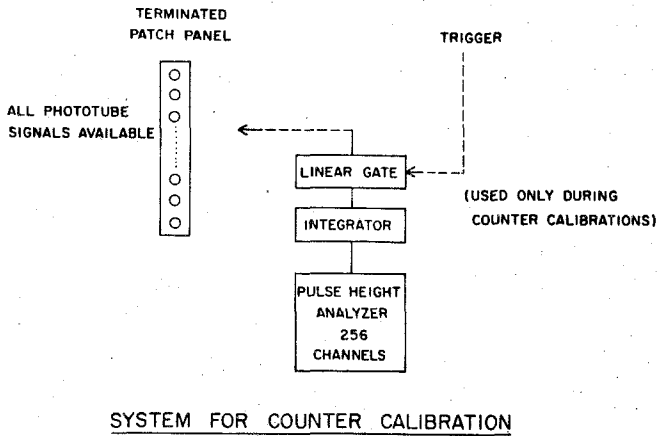 TERMINATED
PATCH PANEL
TRIGGER
ALL PHOTOTUBE
SIGNALS AVAILABLE
LINEAR GATE
(USED ONLY DURING
COUNTER CALIBRATIONS)
INTEGRATOR
PULSE HEIGHT
ANALYZER
256
CHANNELS
SYSTEM FOR COUNTER CALIBRATION